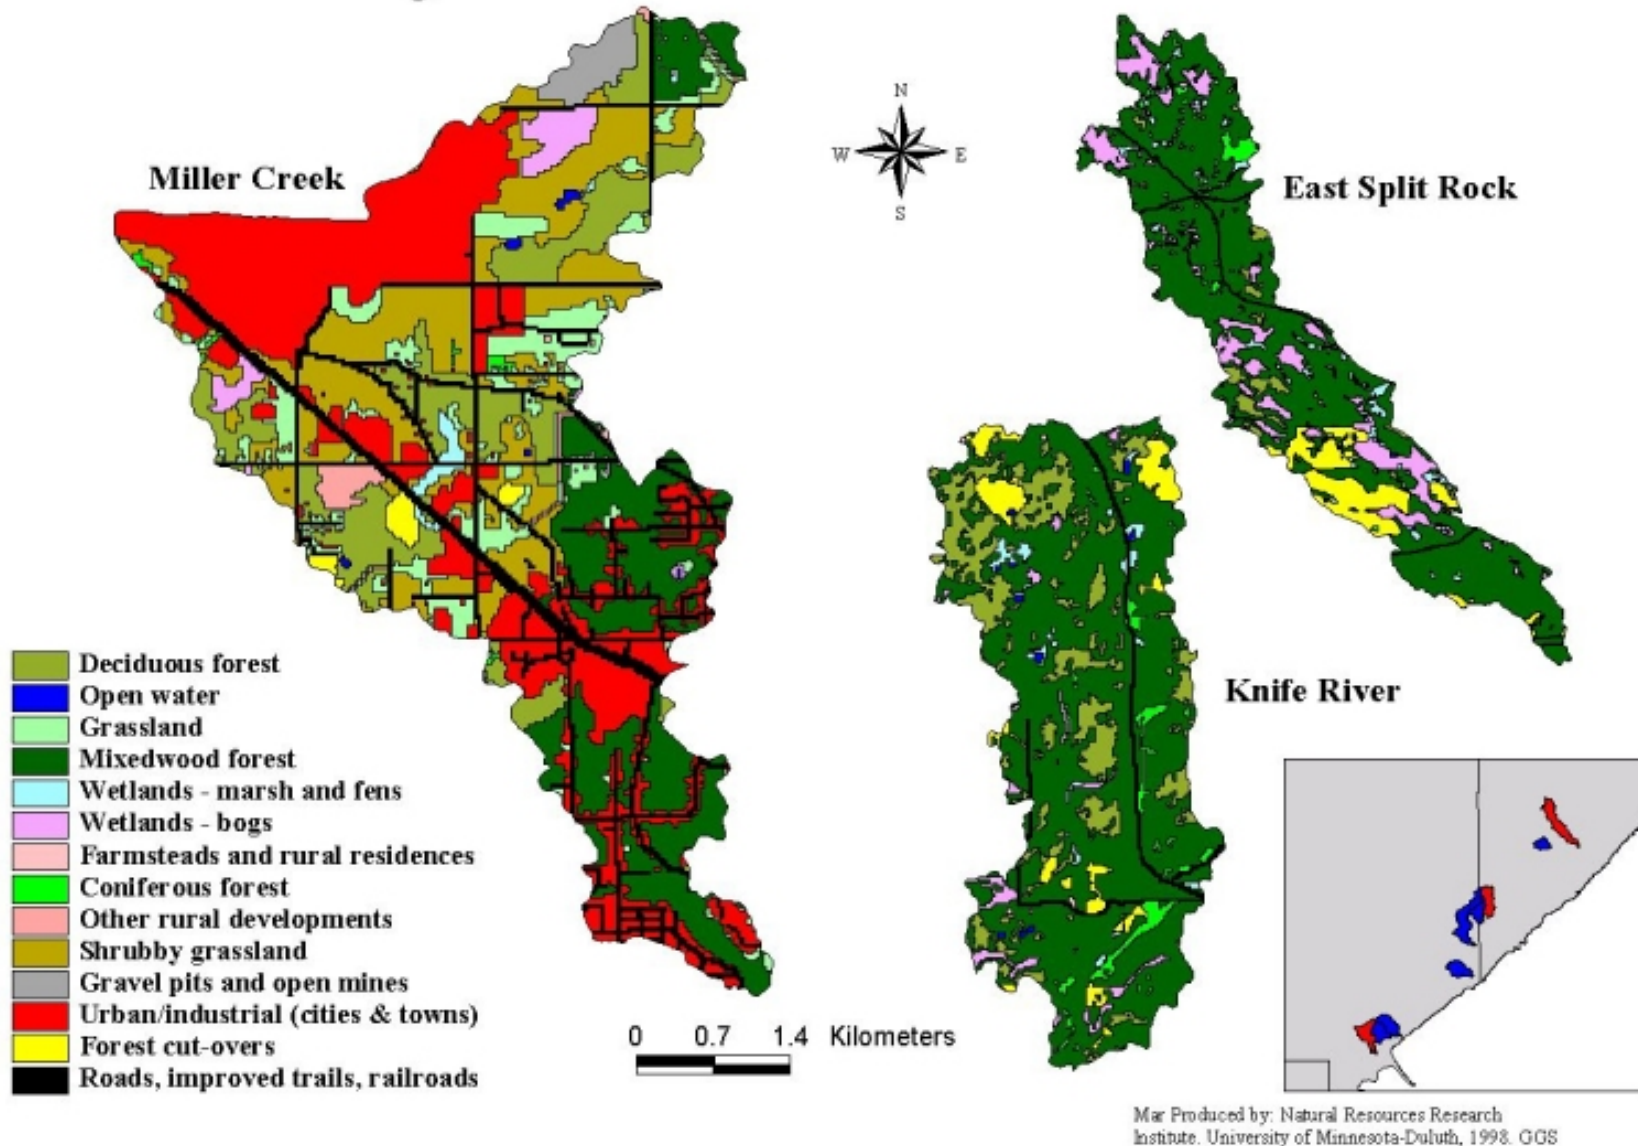 Miller Creek
N
W
E
S
East Split Rock
Knife River
Deciduous forest
Open water
Grassland
Mixedwood forest
Wetlands - marsh and fens
Wetlands - bogs
Farmsteads and rural residences
Coniferous forest
Other rural developments
Shrubby grassland
Gravel pits and open mines
Urban/industrial (cities & towns)
Forest cut-overs
Roads, improved trails, railroads
0 0.7 1.4 Kilometers
Mar Produced by: Natural Resources Research
Institute. University of Minnesota-Duluth, 1998. GGS